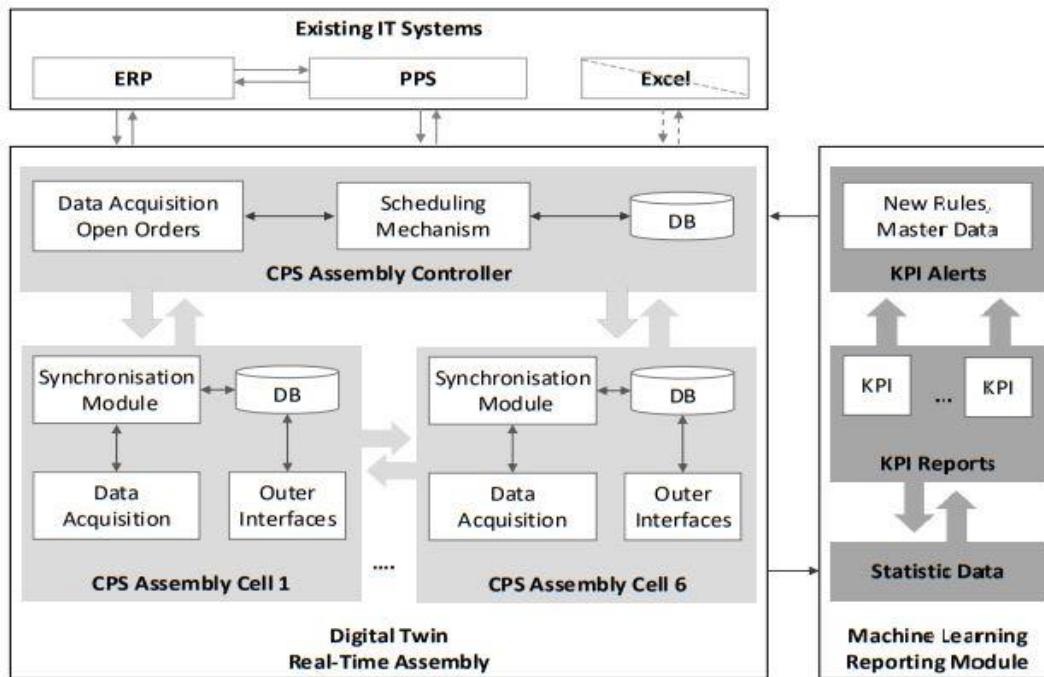 Existing IT Systems
ERP
PPS
Excel
Data Acquisition
Open Orders
Scheduling
Mechanism
DB
CPS Assembly Controller
New Rules,
Master Data
KPI Alerts
Synchronisation
Module
DB
Data
Acquisition
Outer
Interfaces
CPS Assembly Cell 1
....
Synchronisation
Module
DB
Data
Acquisition
Outer
Interfaces
CPS Assembly Cell 6
KPI
...
KPI
KPI Reports
Statistic Data
Digital Twin
Real-Time Assembly
Machine Learning
Reporting Module